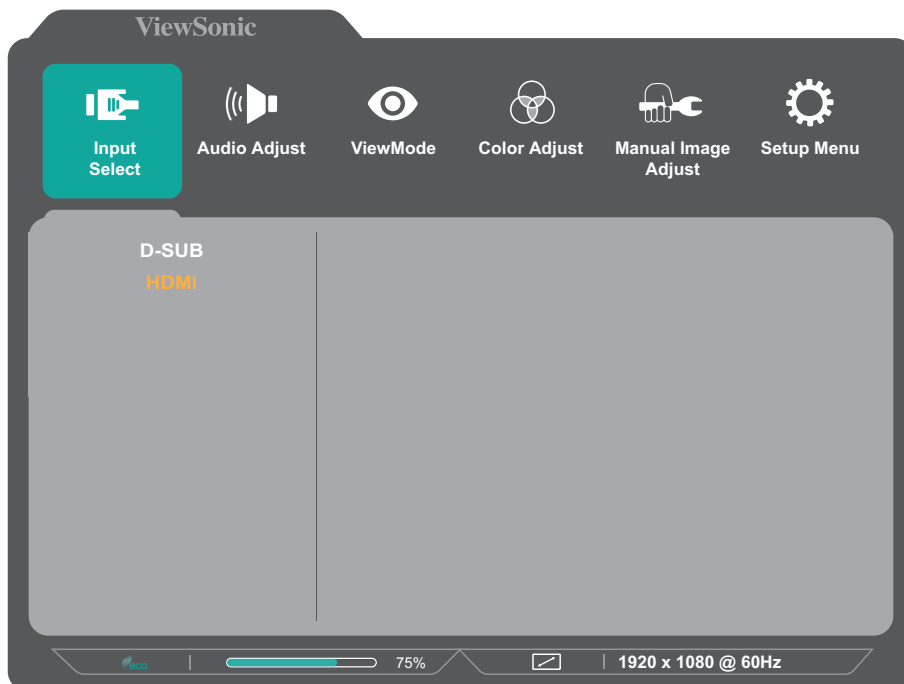 ViewSonic
Input Select
Audio Adjust
ViewMode
Color Adjust
Manual Image Adjust
Setup Menu
D-SUB
HDMI
eco
75%
1920 x 1080 @ 60Hz